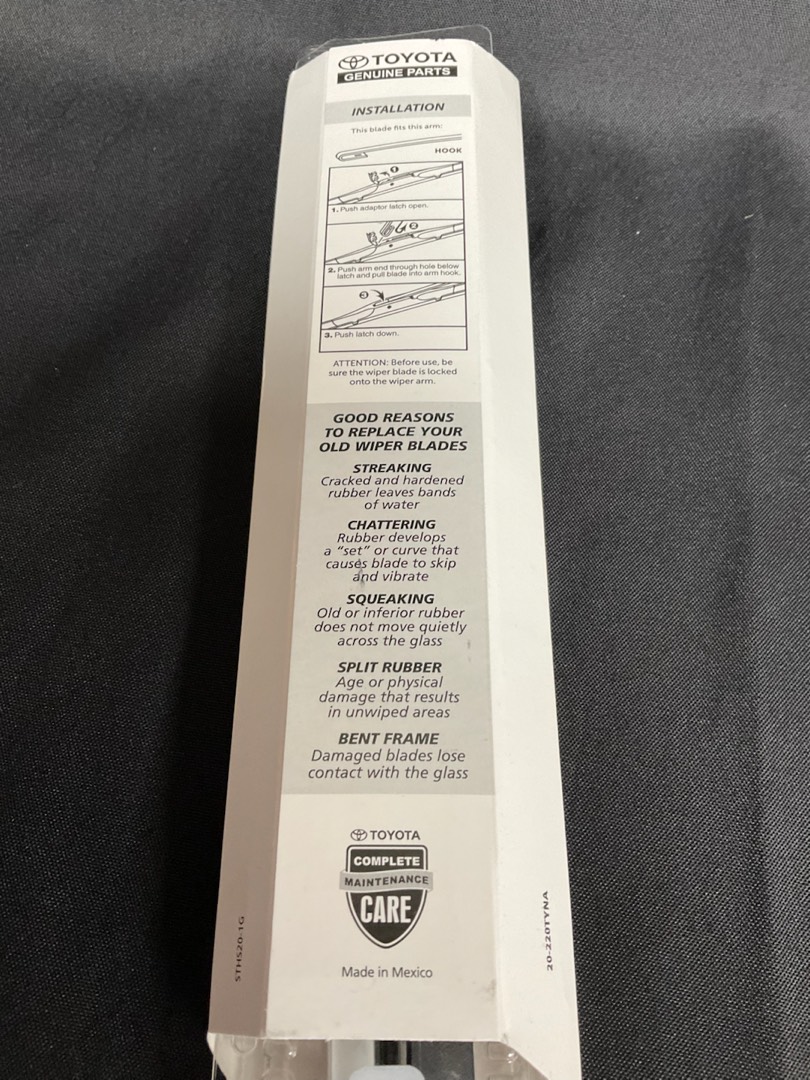 TOYOTA
GENUINE PARTS
INSTALLATION
This blade fits this arm:
HOOK
1
1. Push adaptor latch open.
2
2. Push arm end through hole below
latch and pull blade into arm hook.
3
3. Push latch down.
ATTENTION: Before use, be
sure the wiper blade is locked
onto the wiper arm.
GOOD REASONS
TO REPLACE YOUR
OLD WIPER BLADES
STREAKING
Cracked and hardened
rubber leaves bands
of water
CHATTERING
Rubber develops
a “set” or curve that
causes blade to skip
and vibrate
SQUEAKING
Old or inferior rubber
does not move quietly
across the glass
SPLIT RUBBER
Age or physical
damage that results
in unwiped areas
BENT FRAME
Damaged blades lose
contact with the glass
TOYOTA
COMPLETE
MAINTENANCE
CARE
Made in Mexico
STHS20-1G
20-220TYNA